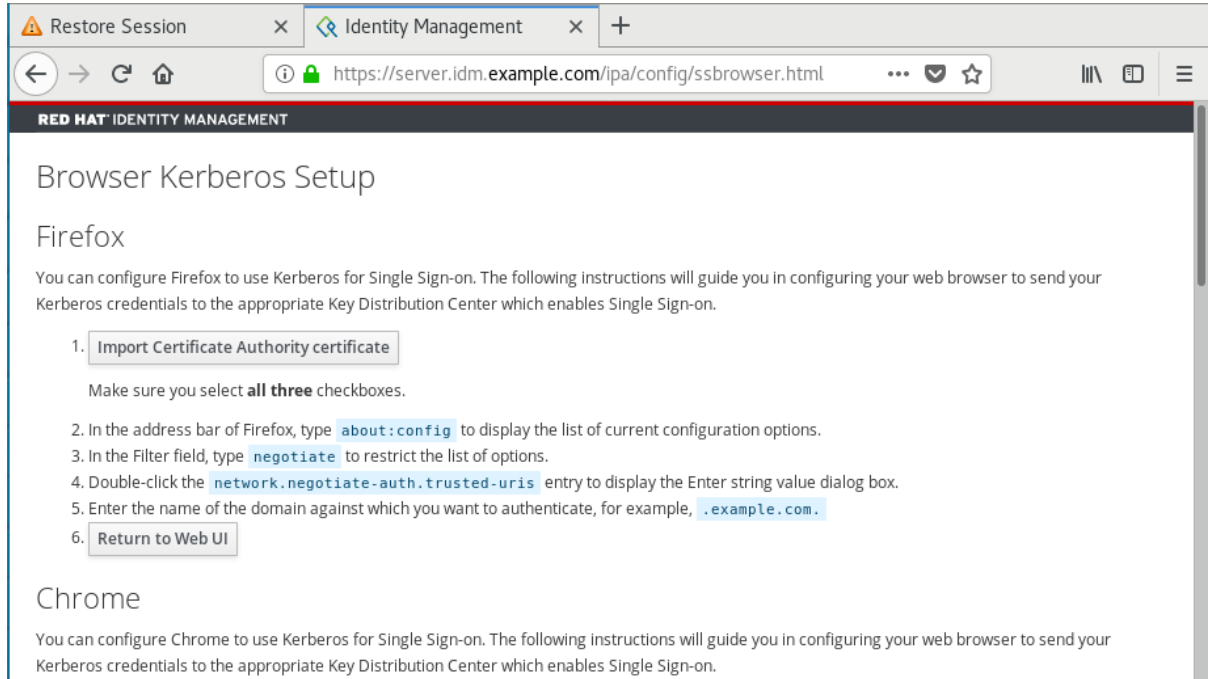 Restore Session
Identity Management
https://server.idm.example.com/ipa/config/ssbrowser.html
RED HAT® IDENTITY MANAGEMENT
Browser Kerberos Setup
Firefox
You can configure Firefox to use Kerberos for Single Sign-on. The following instructions will guide you in configuring your web browser to send your
Kerberos credentials to the appropriate Key Distribution Center which enables Single Sign-on.
1. Import Certificate Authority certificate
Make sure you select all three checkboxes.
2. In the address bar of Firefox, type about:config to display the list of current configuration options.
3. In the Filter field, type negotiate to restrict the list of options.
4. Double-click the network.negotiate-auth.trusted-uris entry to display the Enter string value dialog box.
5. Enter the name of the domain against which you want to authenticate, for example, .example.com.
6. Return to Web UI
Chrome
You can configure Chrome to use Kerberos for Single Sign-on. The following instructions will guide you in configuring your web browser to send your
Kerberos credentials to the appropriate Key Distribution Center which enables Single Sign-on.